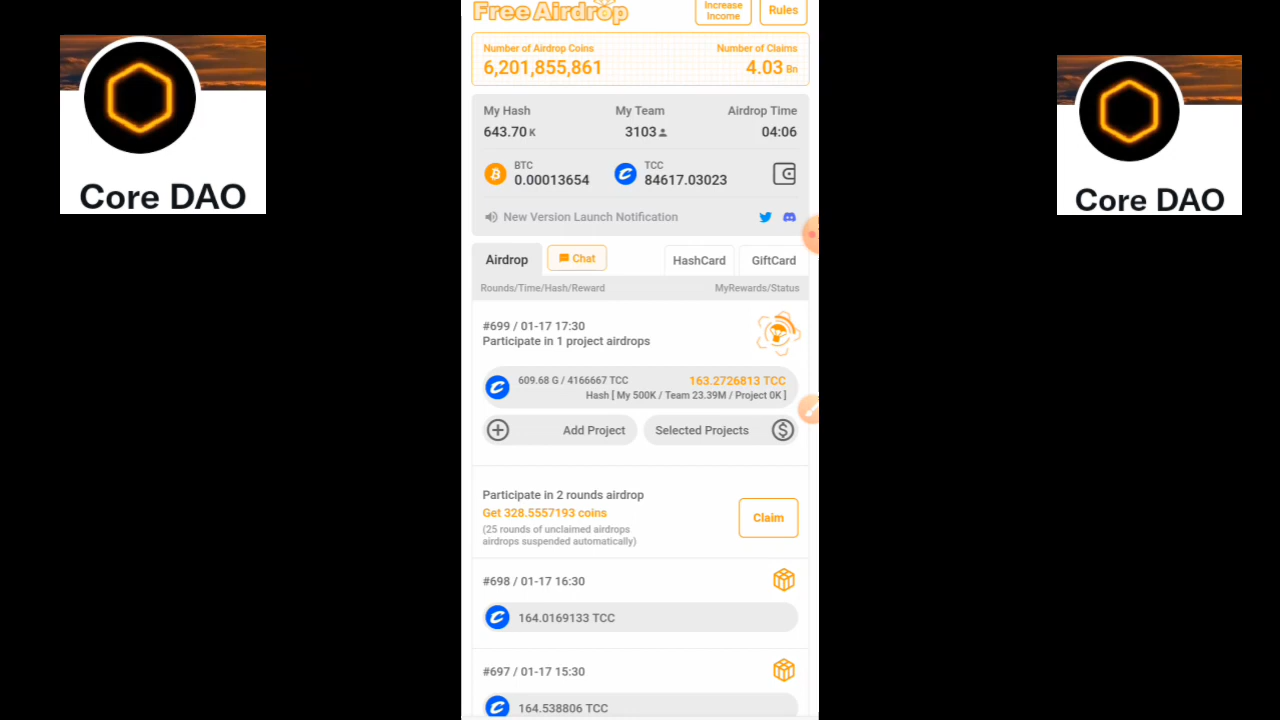 Free Airdrop
Increase
Income
Rules
Number of Airdrop Coins
Number of Claims
6,201,855,861
4.03 Bn
My Hash
My Team
Airdrop Time
643.70 K
3103
04:06
BTC
0.00013654
TCC
84617.03023
New Version Launch Notification
Airdrop
Chat
HashCard
GiftCard
Rounds/Time/Hash/Reward
MyRewards/Status
#699 / 01-17 17:30
Participate in 1 project airdrops
609.68 G / 4166667 TCC
163.2726813 TCC
Hash [ My 500K / Team 23.39M / Project 0K ]
Add Project
Selected Projects
Participate in 2 rounds airdrop
Get 328.5557193 coins
(25 rounds of unclaimed airdrops
airdrops suspended automatically)
Claim
#698 / 01-17 16:30
164.0169133 TCC
#697 / 01-17 15:30
164.538806 TCC
Core DAO
Core DAO